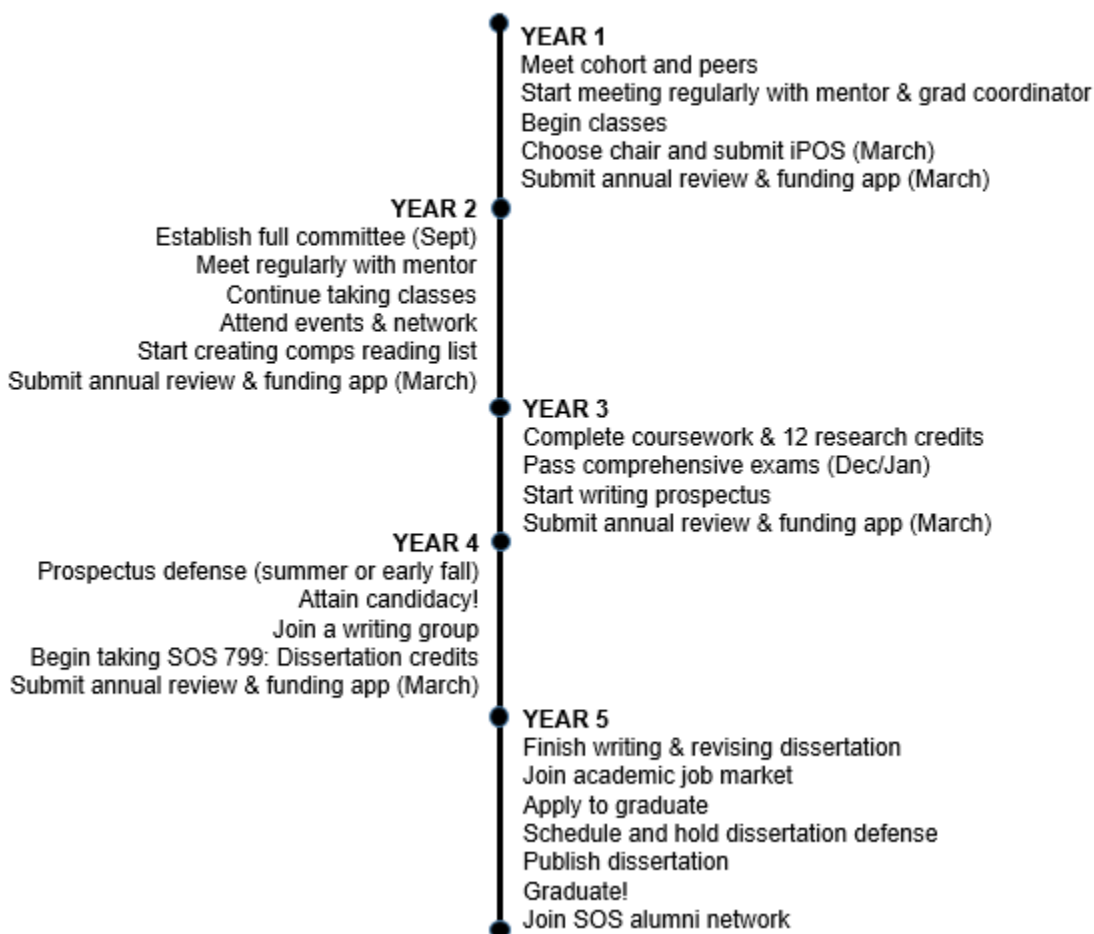 YEAR 1
Meet cohort and peers
Start meeting regularly with mentor & grad coordinator
Begin classes
Choose chair and submit iPOS (March)
Submit annual review & funding app (March)
YEAR 2
Establish full committee (Sept)
Meet regularly with mentor
Continue taking classes
Attend events & network
Start creating comps reading list
Submit annual review & funding app (March)
YEAR 3
Complete coursework & 12 research credits
Pass comprehensive exams (Dec/Jan)
Start writing prospectus
Submit annual review & funding app (March)
YEAR 4
Prospectus defense (summer or early fall)
Attain candidacy!
Join a writing group
Begin taking SOS 799: Dissertation credits
Submit annual review & funding app (March)
YEAR 5
Finish writing & revising dissertation
Join academic job market
Apply to graduate
Schedule and hold dissertation defense
Publish dissertation
Graduate!
Join SOS alumni network